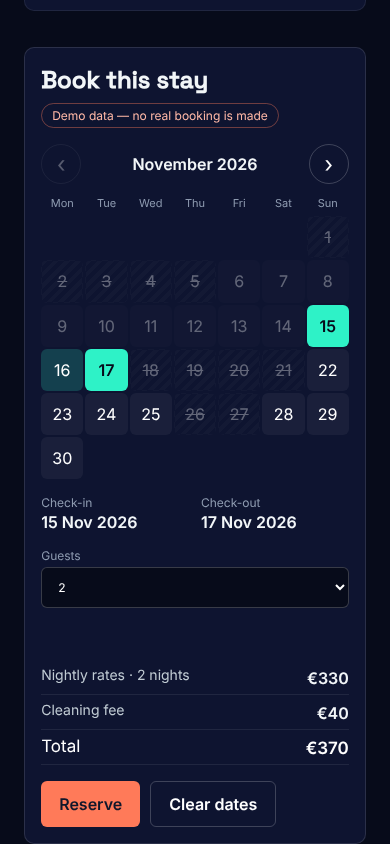 Book this stay
Demo data — no real booking is made
‹ November 2026 ›
Mon Tue Wed Thu Fri Sat Sun
1
2 3 4 5 6 7 8
9 10 11 12 13 14 15
16 17 18 19 20 21 22
23 24 25 26 27 28 29
30
Check-in Check-out
15 Nov 2026 17 Nov 2026
Guests
2
Nightly rates · 2 nights €330
Cleaning fee €40
Total €370
Reserve Clear dates